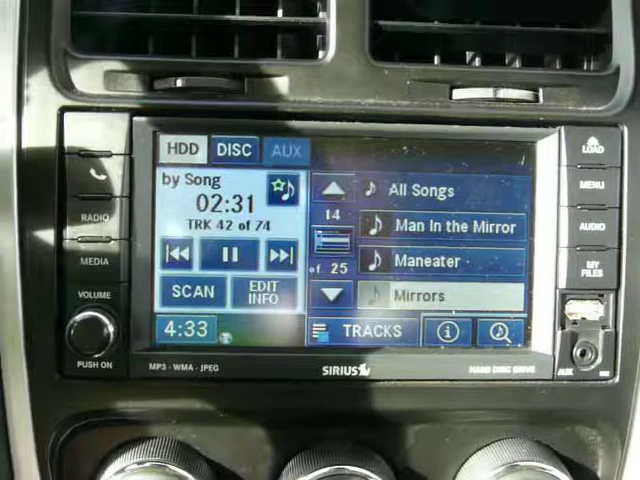 HDD DISC AUX
by Song
02:31
TRK 42 of 74
SCAN
EDIT INFO
4:33
14
of 25
All Songs
Man In the Mirror
Maneater
Mirrors
TRACKS
RADIO
MEDIA
VOLUME
PUSH ON
LOAD
MENU
AUDIO
MY FILES
AUX
MP3 - WMA - JPEG
SIRIUS
HARD DISC DRIVE